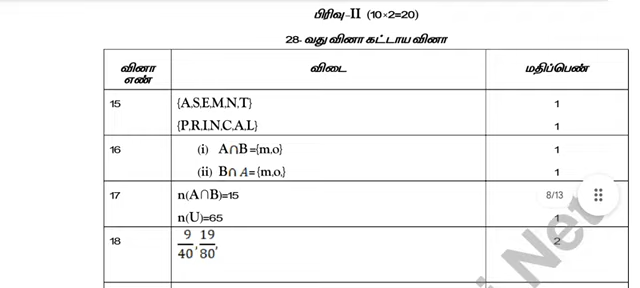 பிரிவு-II (10×2=20)
28- வது வினா கட்டாய வினா
வினா எண் விடை மதிப்பெண்
15 {A,S,E,M,N,T} 1
{P,R,I,N,C,A,L} 1
16 (i) A∩B={m,o} 1
(ii) B∩A={m,o,} 1
17 n(A∩B)=15 8/13
n(U)=65 1
18 9/40, 19/80, 2
Net